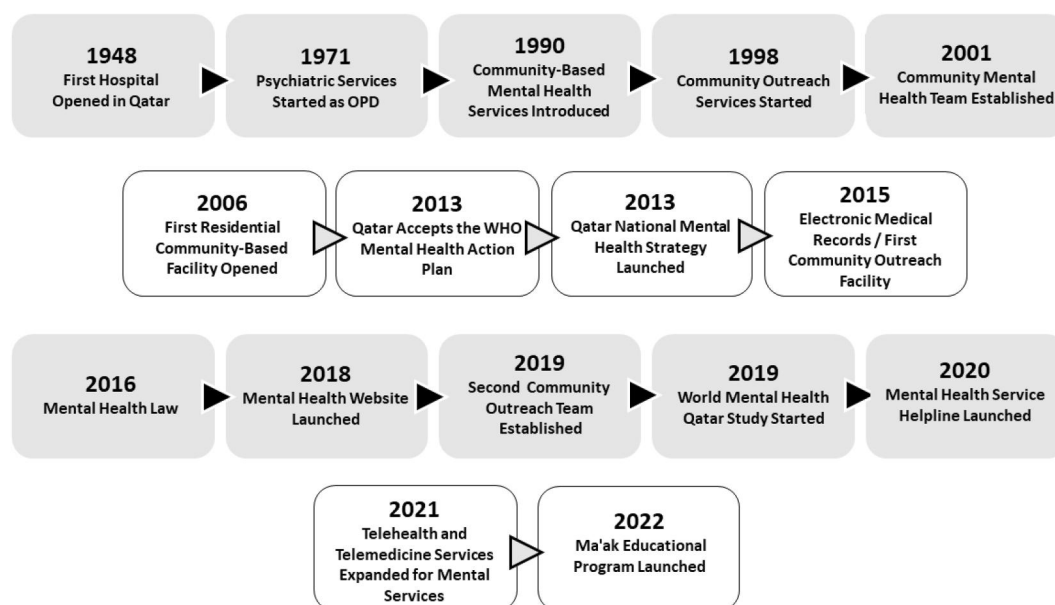 1948
First Hospital
Opened in Qatar
1971
Psychiatric Services
Started as OPD
1990
Community-Based
Mental Health
Services Introduced
1998
Community Outreach
Services Started
2001
Community Mental
Health Team Established
2006
First Residential
Community-Based
Facility Opened
2013
Qatar Accepts the WHO
Mental Health Action
Plan
2013
Qatar National Mental
Health Strategy
Launched
2015
Electronic Medical
Records / First
Community Outreach
Facility
2016
Mental Health Law
2018
Mental Health Website
Launched
2019
Second Community
Outreach Team
Established
2019
World Mental Health
Qatar Study Started
2020
Mental Health Service
Helpline Launched
2021
Telehealth and
Telemedicine Services
Expanded for Mental
Services
2022
Ma'ak Educational
Program Launched